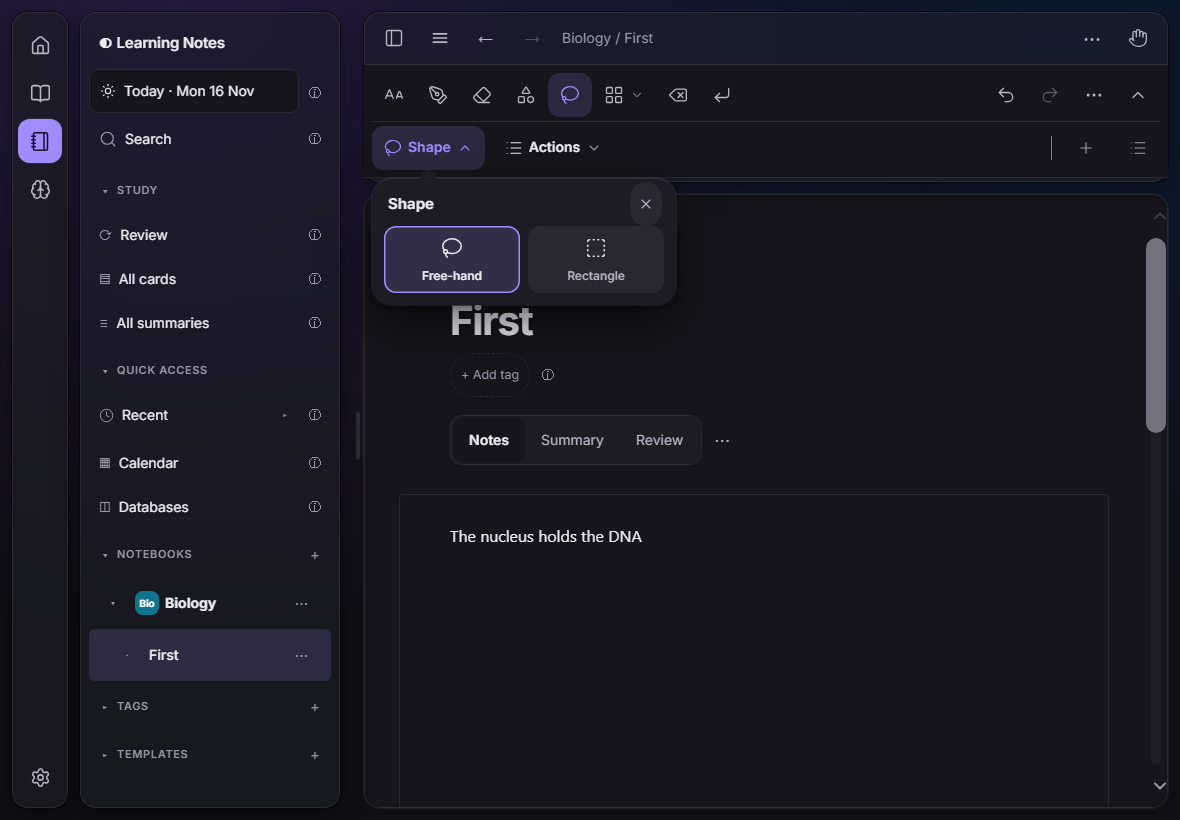 Learning Notes
Today · Mon 16 Nov
Search
STUDY
Review
All cards
All summaries
QUICK ACCESS
Recent
Calendar
Databases
NOTEBOOKS
Bio Biology
First
TAGS
TEMPLATES
Biology / First
AA
Shape
Actions
Shape
Free-hand
Rectangle
First
+ Add tag
Notes
Summary
Review
The nucleus holds the DNA